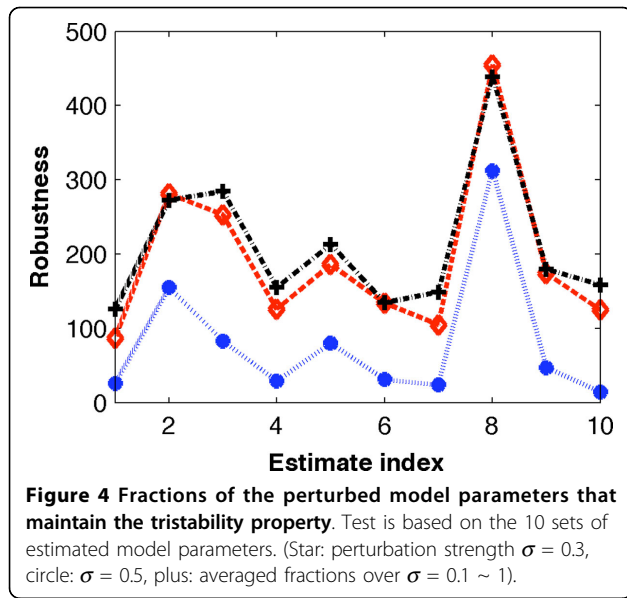 500
400
300
200
100
0
Robustness
2 4 6 8 10
Estimate index
Figure 4 Fractions of the perturbed model parameters that
maintain the tristability property. Test is based on the 10 sets of
estimated model parameters. (Star: perturbation strength σ = 0.3,
circle: σ = 0.5, plus: averaged fractions over σ = 0.1 ~ 1).